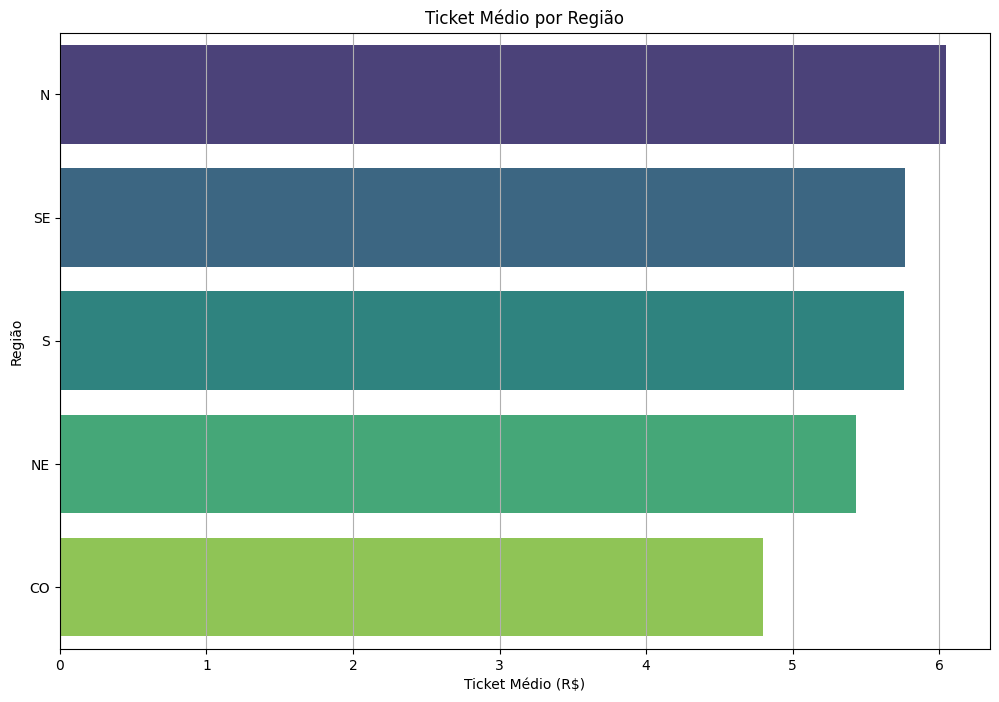 Ticket Médio por Região
Região
N
SE
S
NE
CO
0 1 2 3 4 5 6
Ticket Médio (R$)